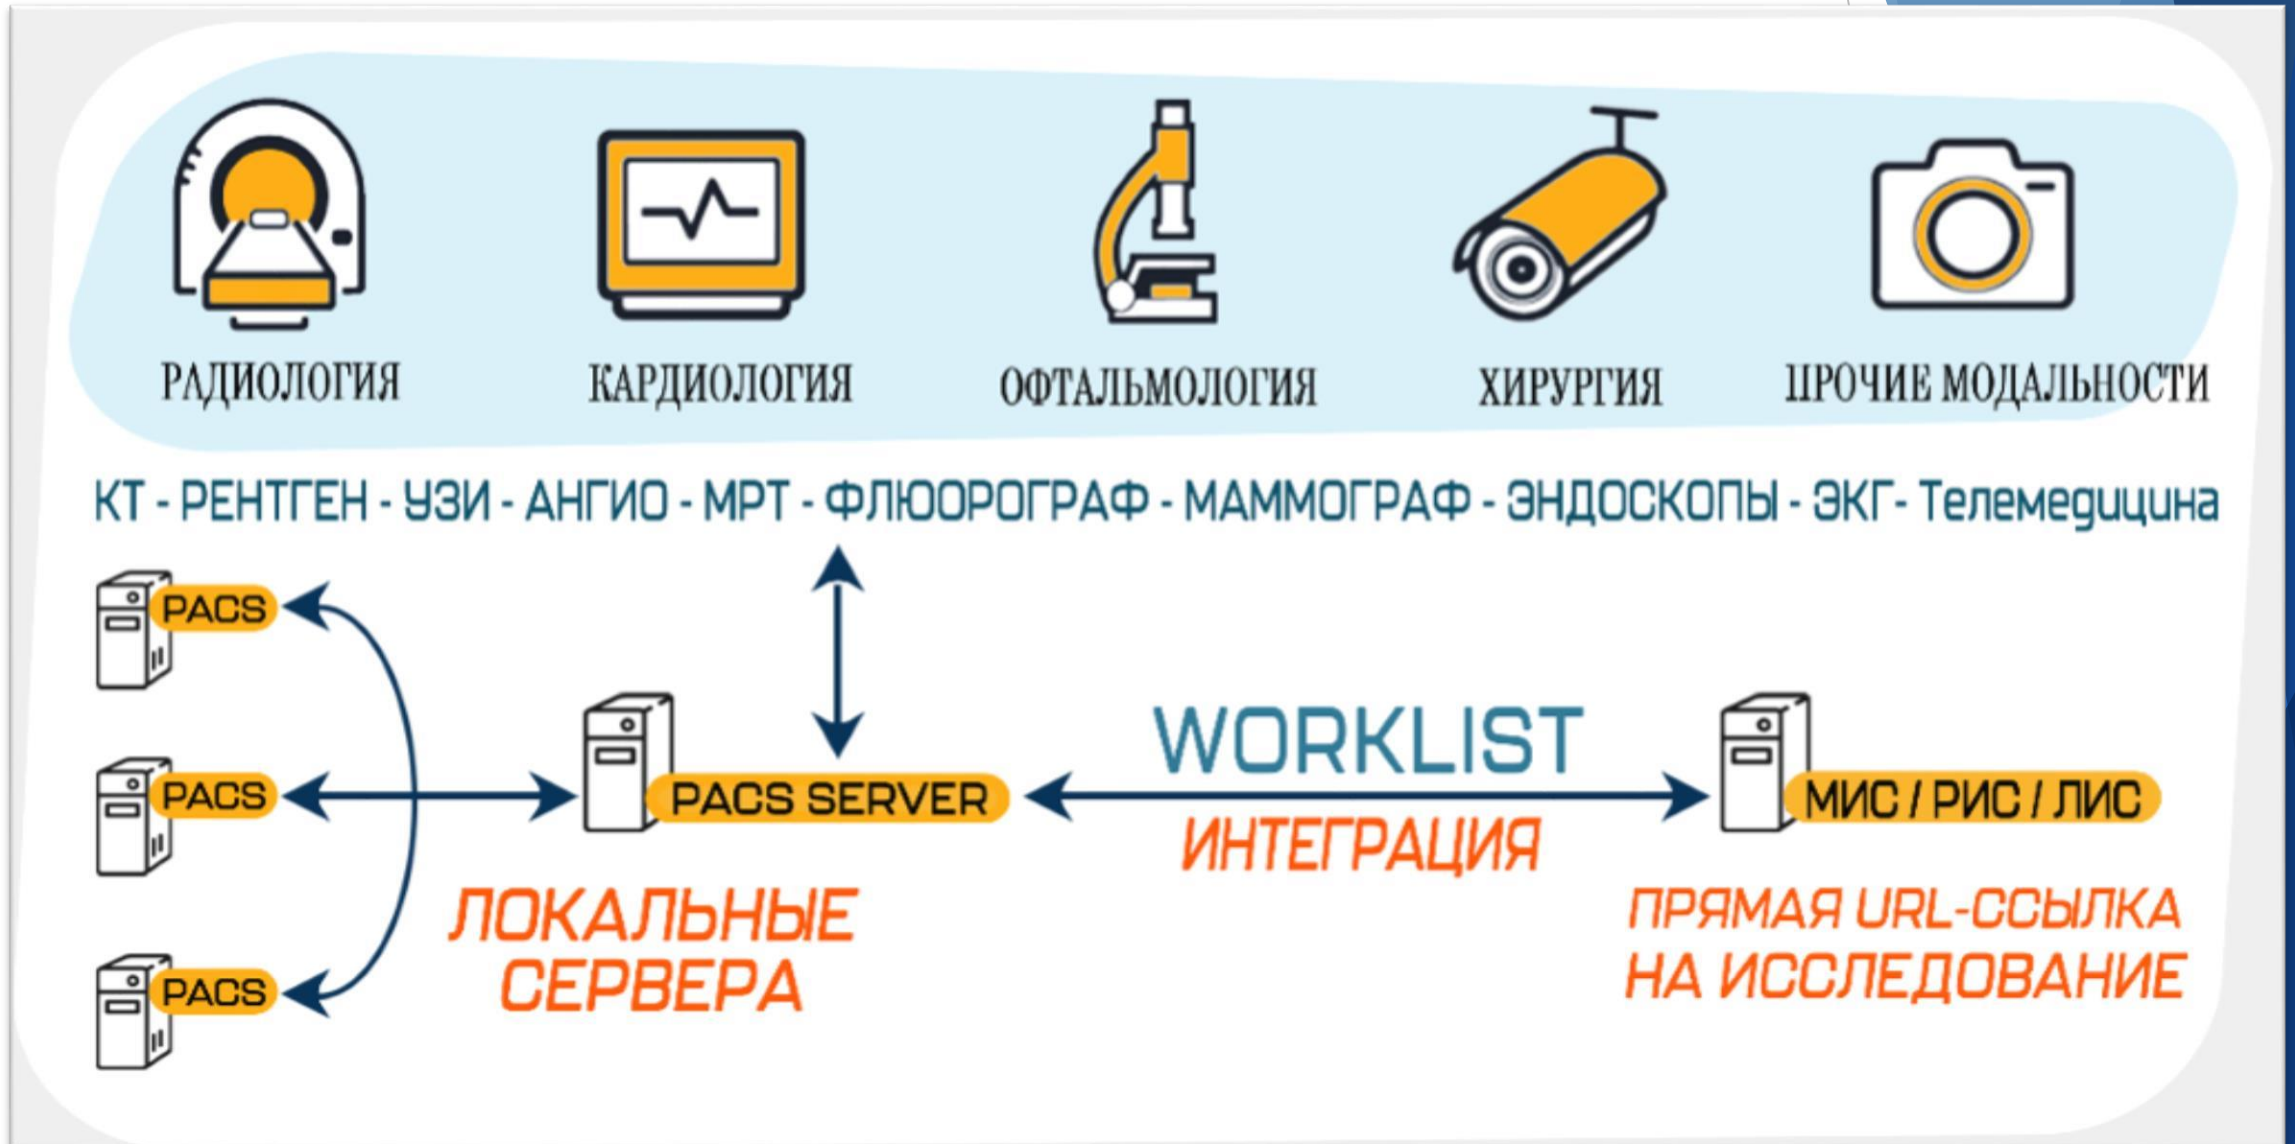 РАДИОЛОГИЯ
КАРДИОЛОГИЯ
ОФТАЛЬМОЛОГИЯ
ХИРУРГИЯ
ПРОЧИЕ МОДАЛЬНОСТИ
КТ - РЕНТГЕН - УЗИ - АНГИО - МРТ - ФЛЮОРОГРАФ - МАММОГРАФ - ЭНДОСКОПЫ - ЭКГ- Телемедицина
PACS
PACS
PACS
PACS SERVER
ЛОКАЛЬНЫЕ
СЕРВЕРА
WORKLIST
ИНТЕГРАЦИЯ
МИС / РИС / ЛИС
ПРЯМАЯ URL-ССЫЛКА
НА ИССЛЕДОВАНИЕ